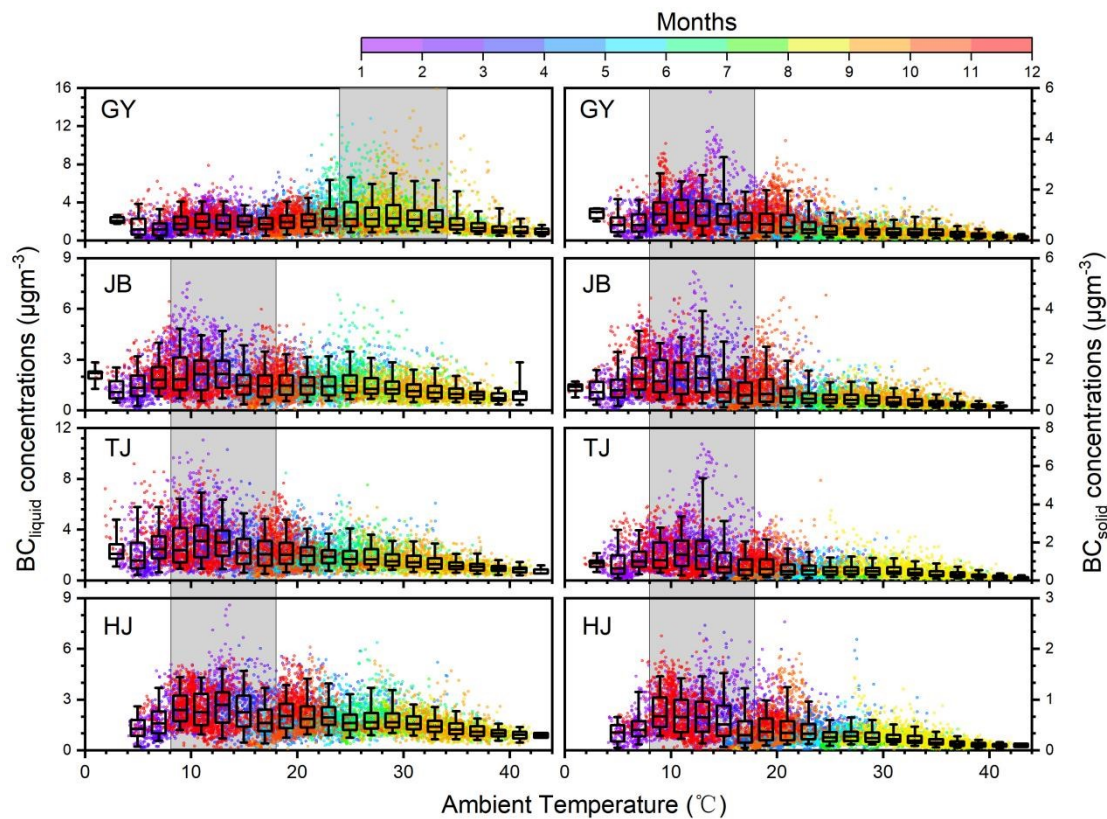 Months
1 2 3 4 5 6 7 8 9 10 11 12
GY
16
12
8
4
0
GY
6
4
2
0
JB
9
6
3
0
JB
6
4
2
0
TJ
12
8
4
0
TJ
8
6
4
2
0
HJ
9
6
3
0
HJ
3
2
1
0
0 10 20 30 40
0 10 20 30 40
BCliquid concentrations (μgm-3)
BCsolid concentrations (μgm-3)
Ambient Temperature (℃)